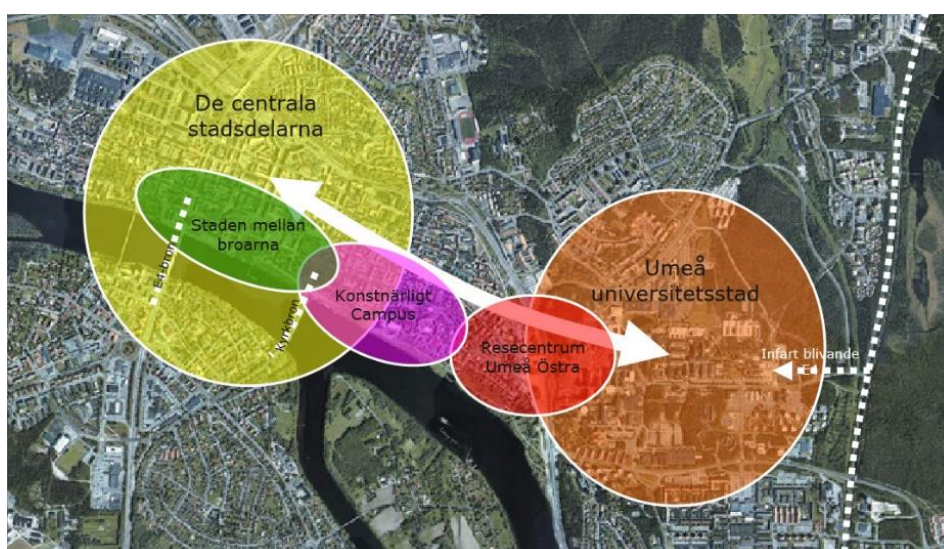 De centrala
stadsdelarna
Staden mellan
broarna
E4-bron
Kyrkbron
Konstnärligt
Campus
Resecentrum
Umeå Östra
Umeå
universitetsstad
Infart blivande